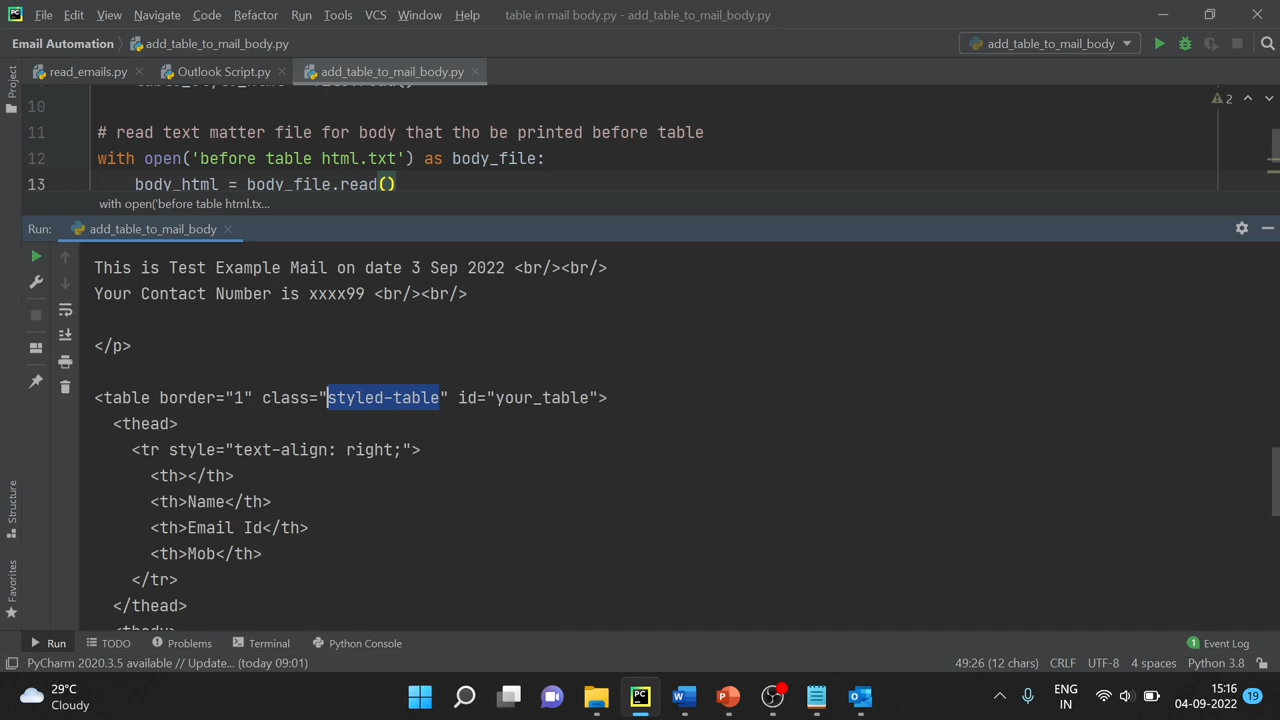 File Edit View Navigate Code Refactor Run Tools VCS Window Help table in mail body.py - add_table_to_mail_body.py
Email Automation add_table_to_mail_body.py add_table_to_mail_body
read_emails.py Outlook Script.py add_table_to_mail_body.py
Project
10
2
11 # read text matter file for body that tho be printed before table
12 with open('before table html.txt') as body_file:
13 body_html = body_file.read()
with open('before table html.tx...
Run: add_table_to_mail_body
This is Test Example Mail on date 3 Sep 2022 <br/><br/>
Your Contact Number is xxxx99 <br/><br/>
</p>
<table border="1" class="styled-table" id="your_table">
<thead>
<tr style="text-align: right;">
<th></th>
<th>Name</th>
<th>Email Id</th>
<th>Mob</th>
</tr>
</thead>
<tbody>
Structure
Favorites
Run TODO Problems Terminal Python Console 1 Event Log
PyCharm 2020.3.5 available // Update... (today 09:01) 49:26 (12 chars) CRLF UTF-8 4 spaces Python 3.8
29°C
Cloudy
ENG
IN
15:16
04-09-2022
19